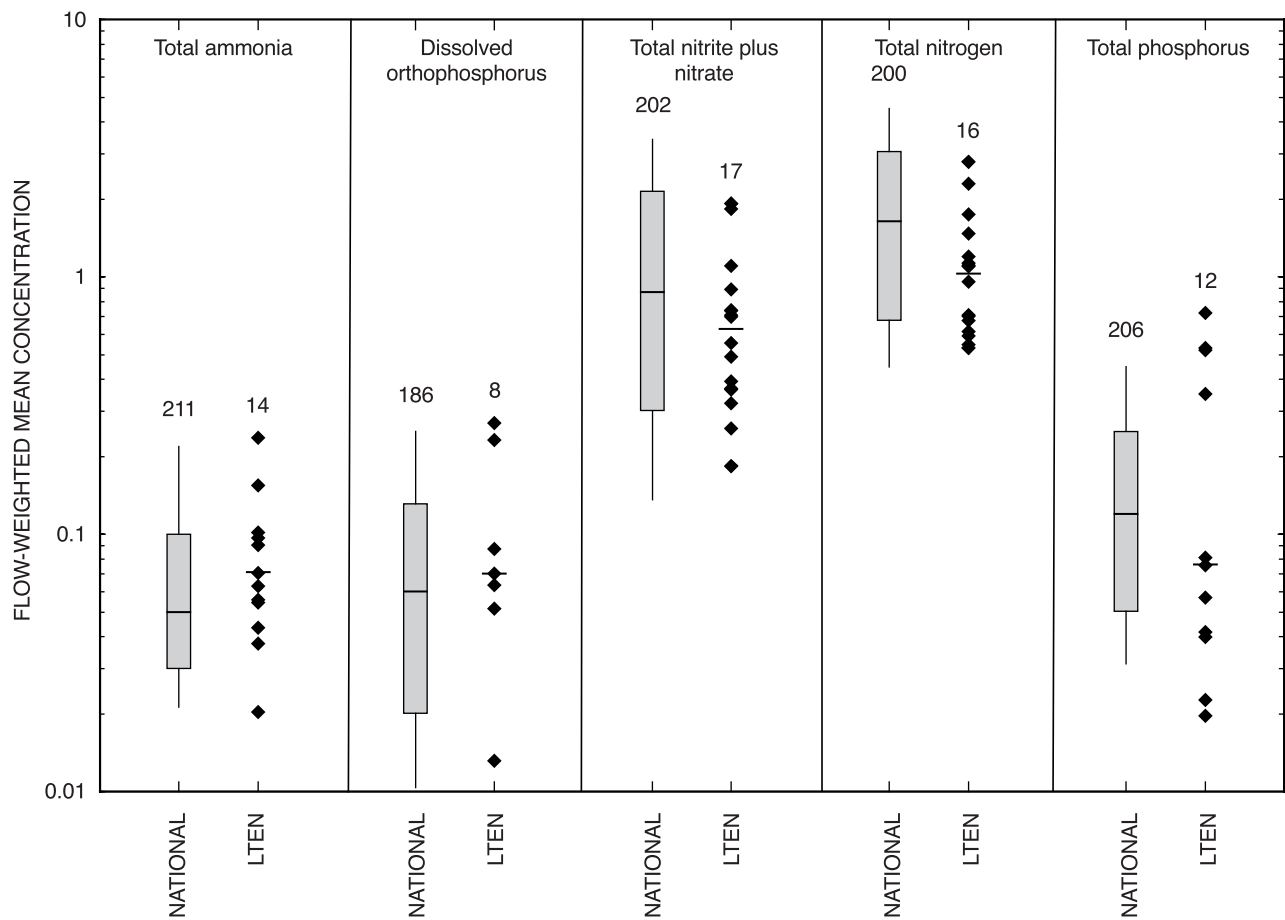 FLOW-WEIGHTED MEAN CONCENTRATION
10
1
0.1
0.01
Total ammonia
211
14
Dissolved
orthophosphorus
186
8
Total nitrite plus
nitrate
202
17
Total nitrogen
200
16
Total phosphorus
206
12
NATIONAL
LTEN
NATIONAL
LTEN
NATIONAL
LTEN
NATIONAL
LTEN
NATIONAL
LTEN